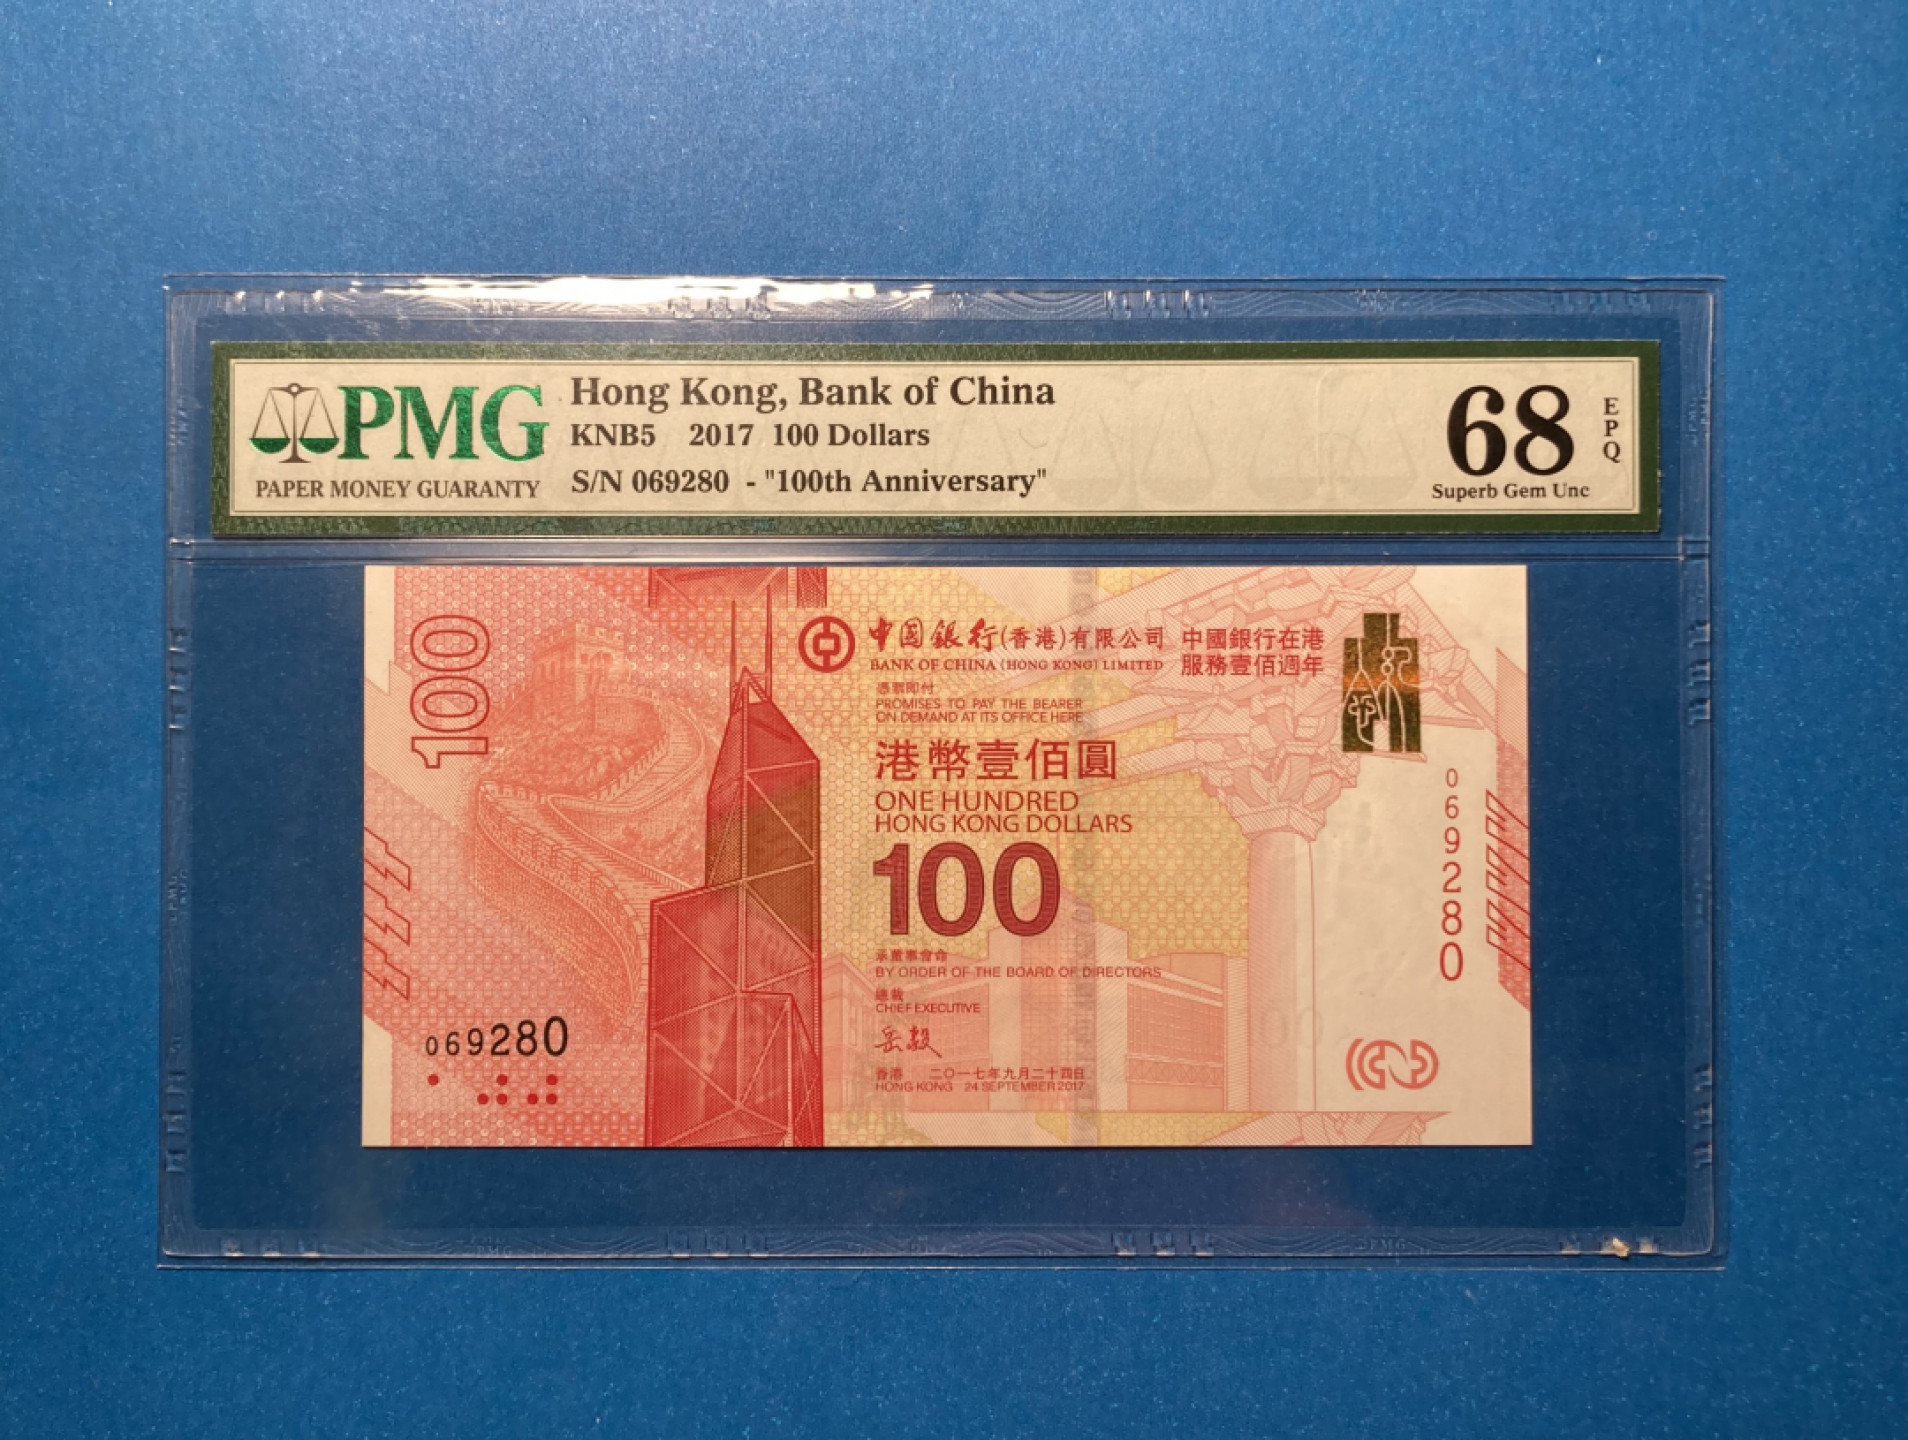 PMG
PAPER MONEY GUARANTY
Hong Kong, Bank of China
KNB5 2017 100 Dollars
S/N 069280 - "100th Anniversary"
68
EPQ
Superb Gem Unc
100
中国銀行(香港)有限公司
BANK OF CHINA (HONG KONG) LIMITED
中國銀行在港
服務壹佰週年
憑票即付
PROMISES TO PAY THE BEARER
ON DEMAND AT ITS OFFICE HERE
港幣壹佰圓
ONE HUNDRED
HONG KONG DOLLARS
100
承董事會命
BY ORDER OF THE BOARD OF DIRECTORS
總裁
CHIEF EXECUTIVE
岳毅
香港 二〇一七年九月二十四日
HONG KONG 24 SEPTEMBER 2017
069280
069280